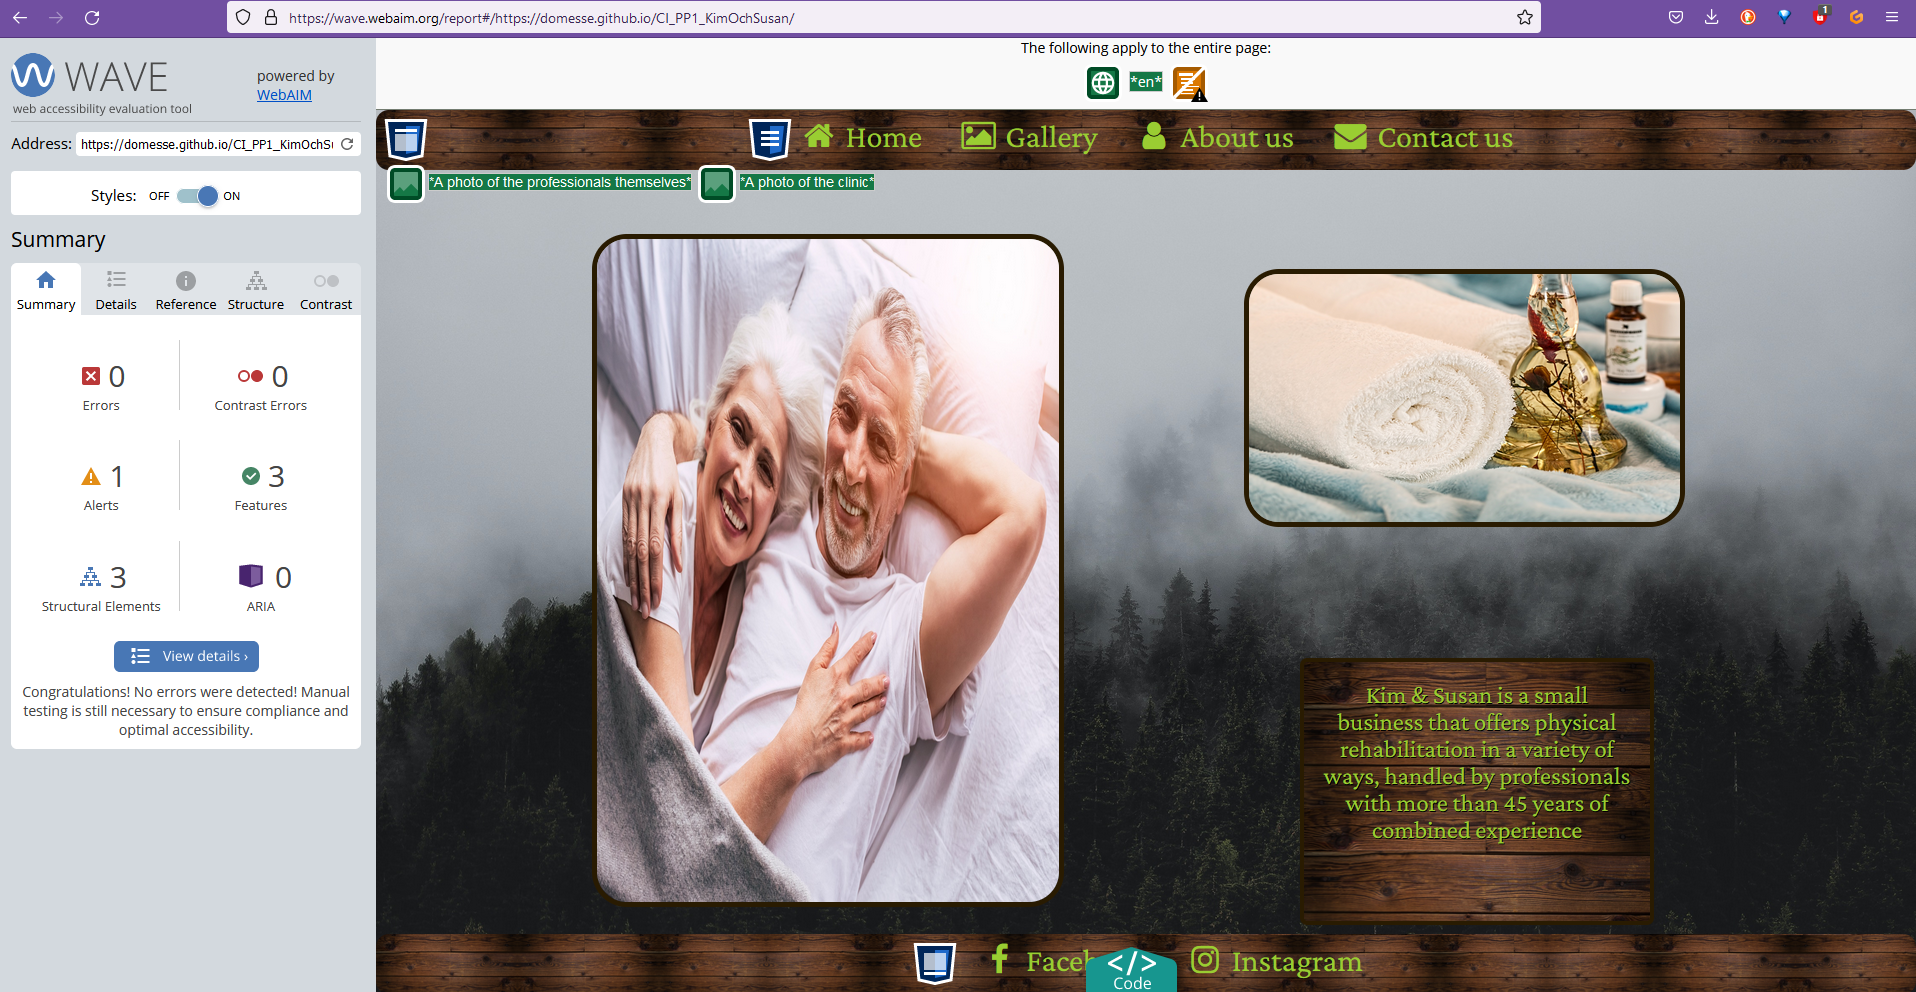 https://wave.webaim.org/report#/https://domesse.github.io/CI_PP1_KimOchSusan/
1
WAVE
web accessibility evaluation tool
powered by
WebAIM
Address: https://domesse.github.io/CI_PP1_KimOchSu
Styles: OFF ON
Summary
Summary Details Reference Structure Contrast
0 Errors
0 Contrast Errors
1 Alerts
3 Features
3 Structural Elements
0 ARIA
View details ›
Congratulations! No errors were detected! Manual
testing is still necessary to ensure compliance and
optimal accessibility.
The following apply to the entire page:
*en*
Home Gallery About us Contact us
*A photo of the professionals themselves* *A photo of the clinic*
Kim & Susan is a small
business that offers physical
rehabilitation in a variety of
ways, handled by professionals
with more than 45 years of
combined experience
Faceb
</>
Code
Instagram